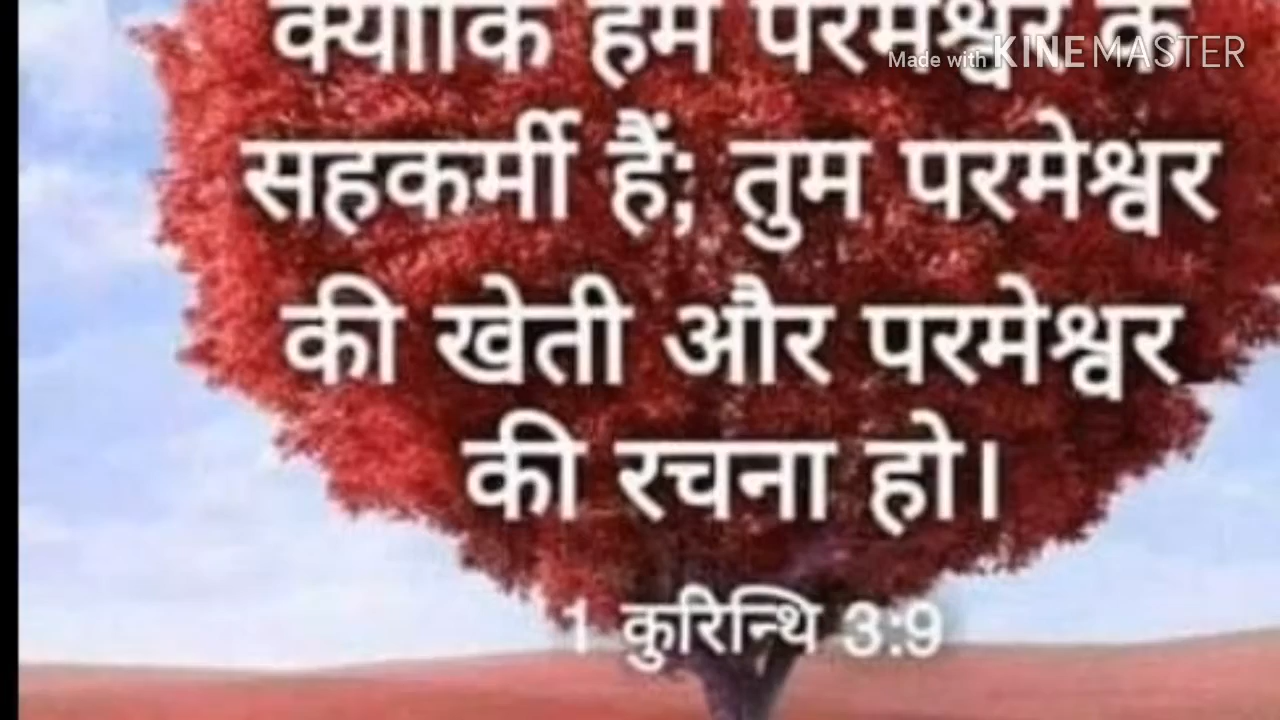 क्योंकि हम परमेश्वर के
Made with KINEMASTER
सहकर्मी हैं; तुम परमेश्वर
की खेती और परमेश्वर
की रचना हो।
1 कुरिन्थि 3:9